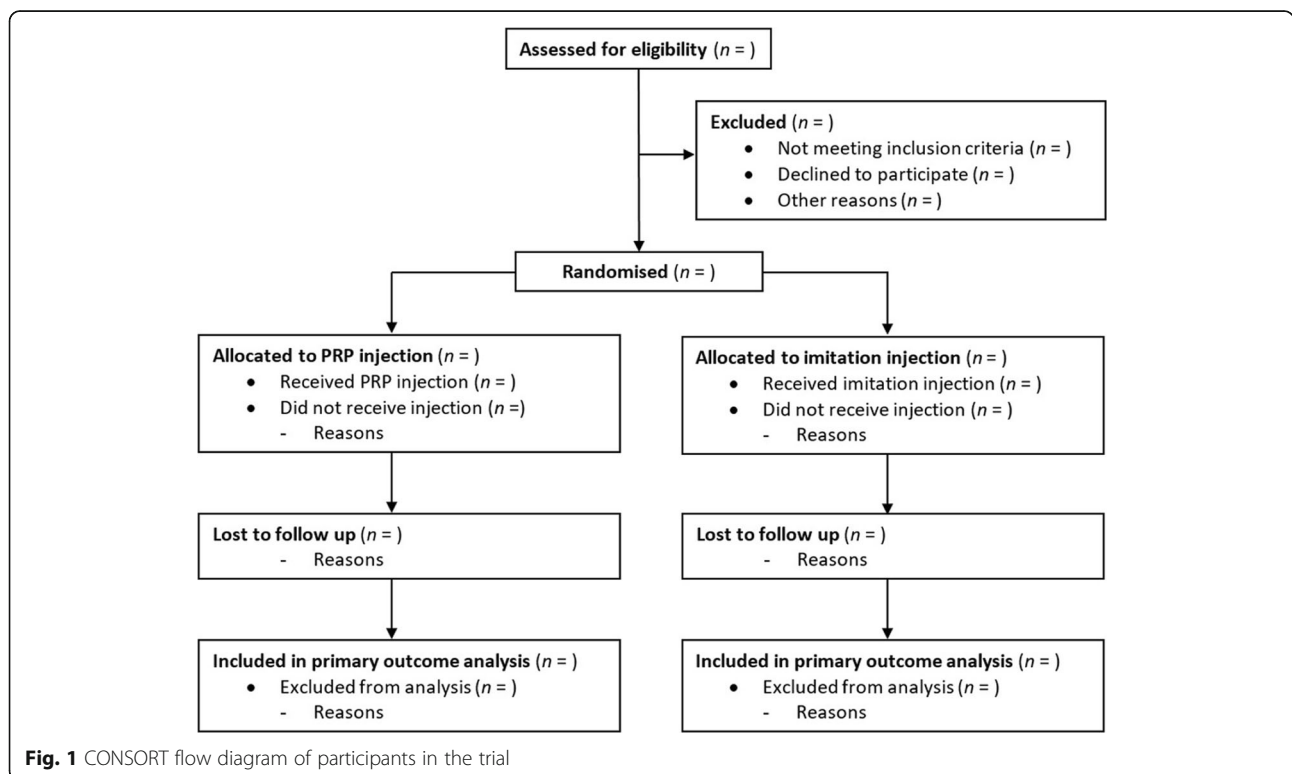 Assessed for eligibility (n = )
Excluded (n = )
• Not meeting inclusion criteria (n = )
• Declined to participate (n = )
• Other reasons (n = )
Randomised (n = )
Allocated to PRP injection (n = )
• Received PRP injection (n = )
• Did not receive injection (n =)
- Reasons
Allocated to imitation injection (n = )
• Received imitation injection (n = )
• Did not receive injection (n = )
- Reasons
Lost to follow up (n = )
- Reasons
Lost to follow up (n = )
- Reasons
Included in primary outcome analysis (n = )
• Excluded from analysis (n = )
- Reasons
Included in primary outcome analysis (n = )
• Excluded from analysis (n = )
- Reasons
Fig. 1 CONSORT flow diagram of participants in the trial